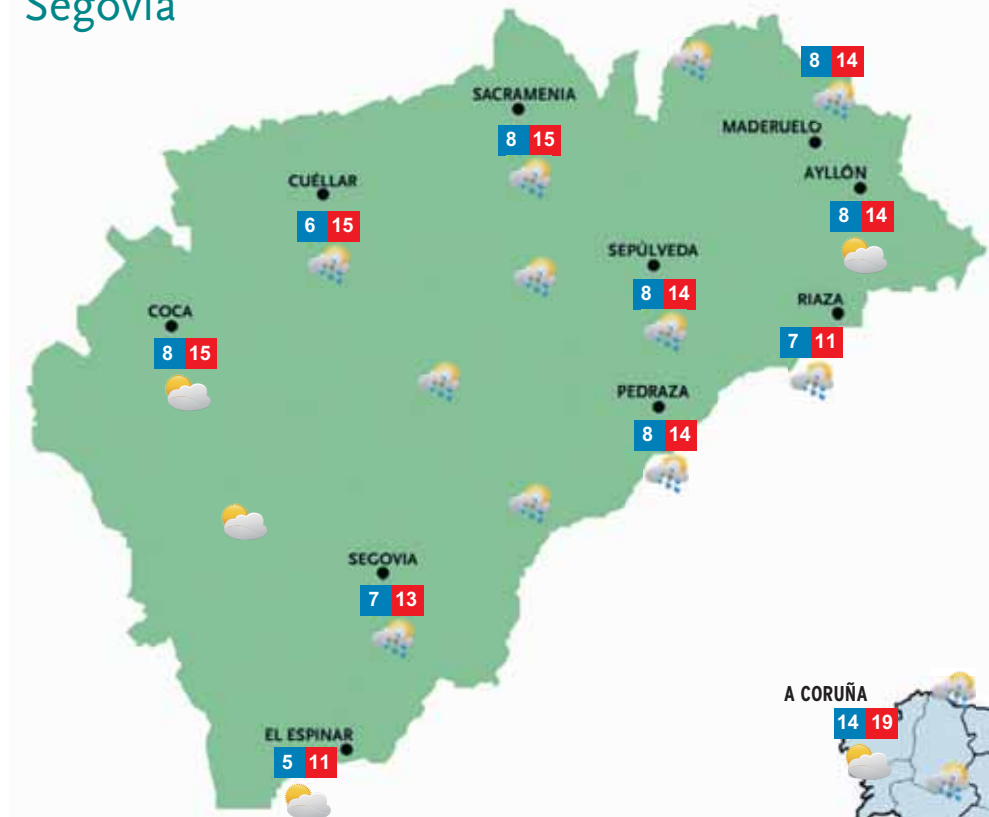 Segovia
8 14
SACRAMENIA
8 15
MADERUELO
CUÉLLAR
6 15
AYLLÓN
8 14
SEPÚLVEDA
8 14
RIAZA
7 11
COCA
8 15
PEDRAZA
8 14
SEGOVIA
7 13
A CORUÑA
14 19
EL ESPINAR
5 11